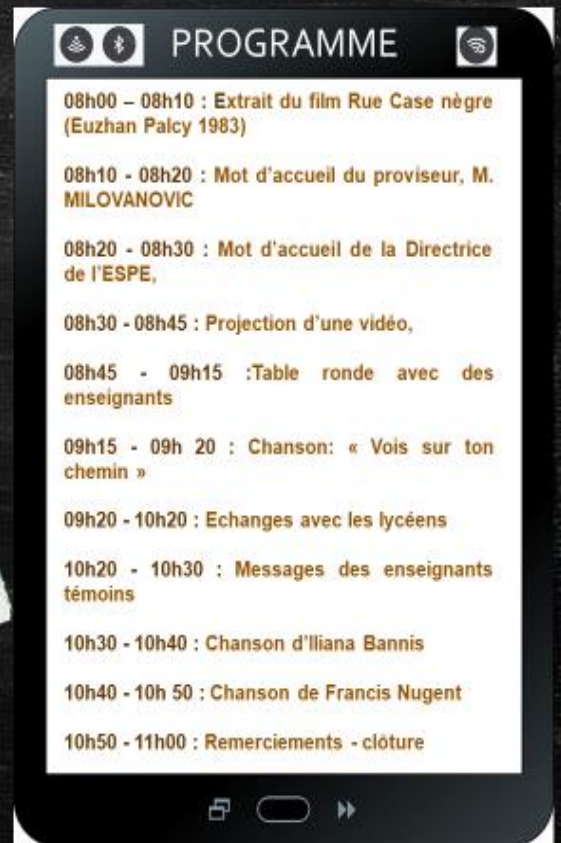 PROGRAMME
08h00 – 08h10 : Extrait du film Rue Case nègre
(Euzhan Palcy 1983)
08h10 - 08h20 : Mot d'accueil du proviseur, M.
MILOVANOVIC
08h20 - 08h30 : Mot d'accueil de la Directrice
de l'ESPE,
08h30 - 08h45 : Projection d'une vidéo,
08h45 - 09h15 :Table ronde avec des
enseignants
09h15 - 09h 20 : Chanson: « Vois sur ton
chemin »
09h20 - 10h20 : Echanges avec les lycéens
10h20 - 10h30 : Messages des enseignants
témoins
10h30 - 10h40 : Chanson d'Iliana Bannis
10h40 - 10h 50 : Chanson de Francis Nugent
10h50 - 11h00 : Remerciements - clôture